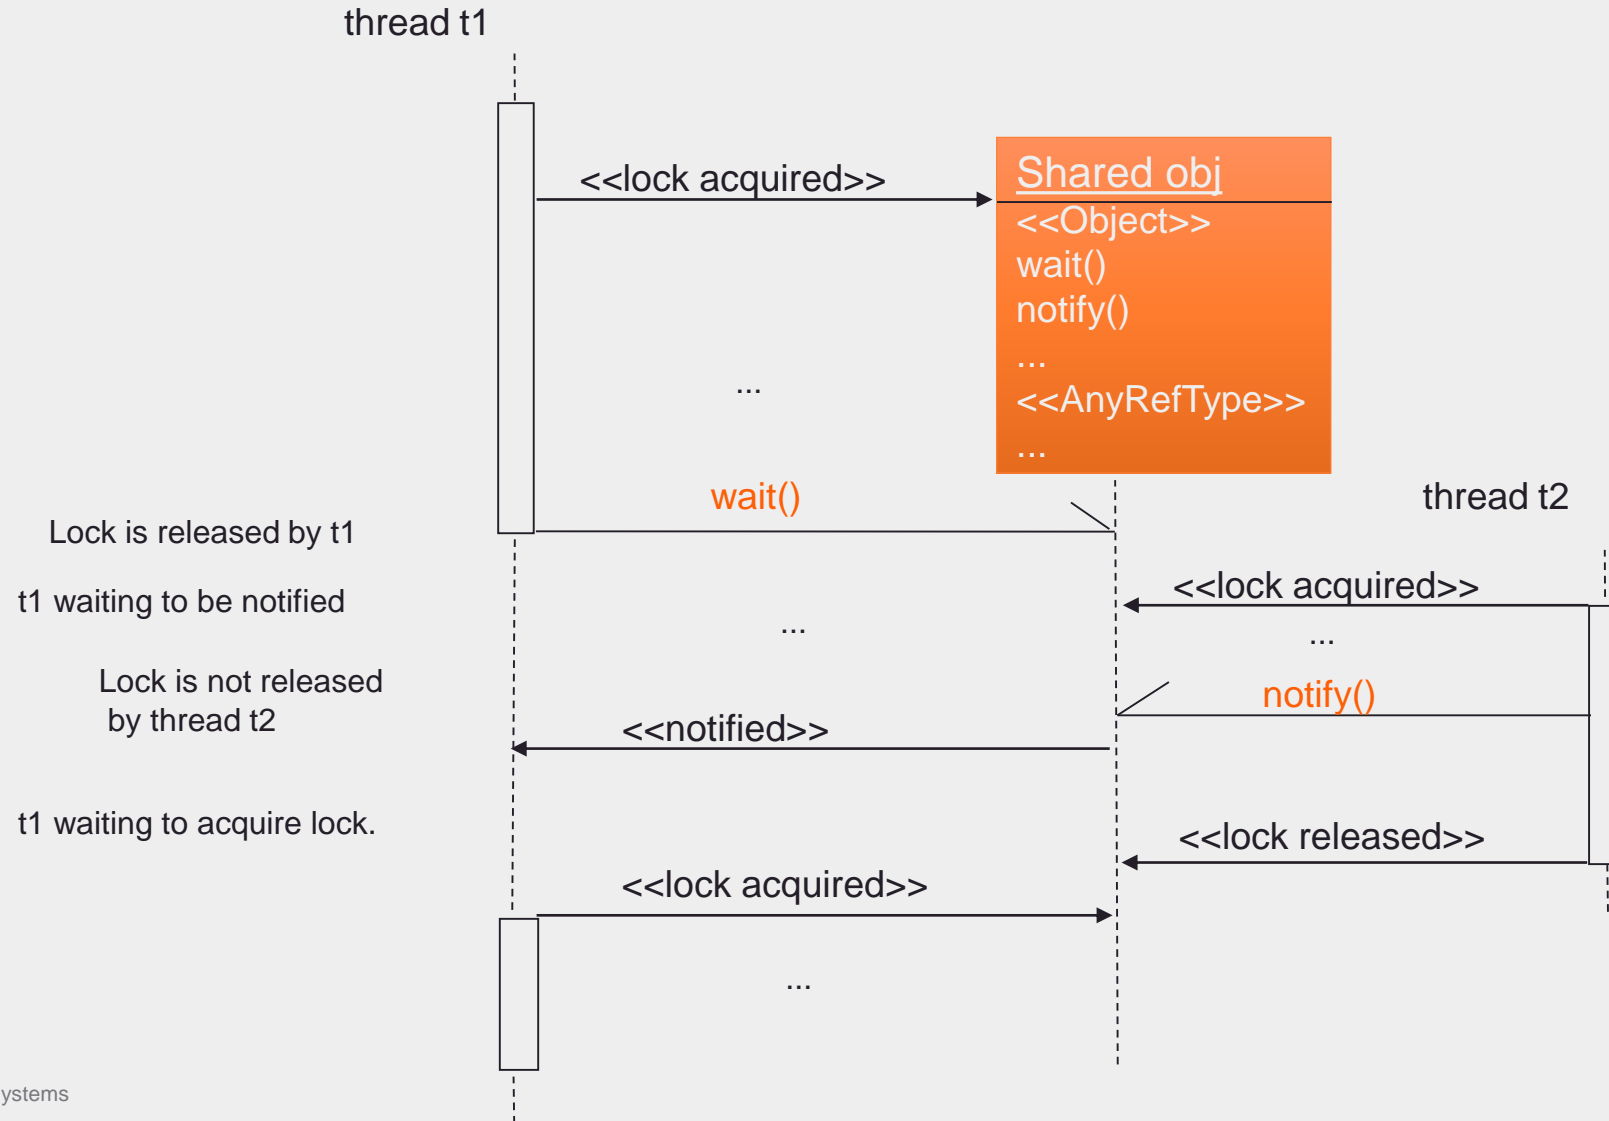 thread t1
<<lock acquired>>
Shared obj
<<Object>>
wait()
notify()
...
<<AnyRefType>>
...
...
wait()
thread t2
Lock is released by t1
<<lock acquired>>
t1 waiting to be notified
...
...
Lock is not released
by thread t2
notify()
<<notified>>
t1 waiting to acquire lock.
<<lock released>>
<<lock acquired>>
...
ystems